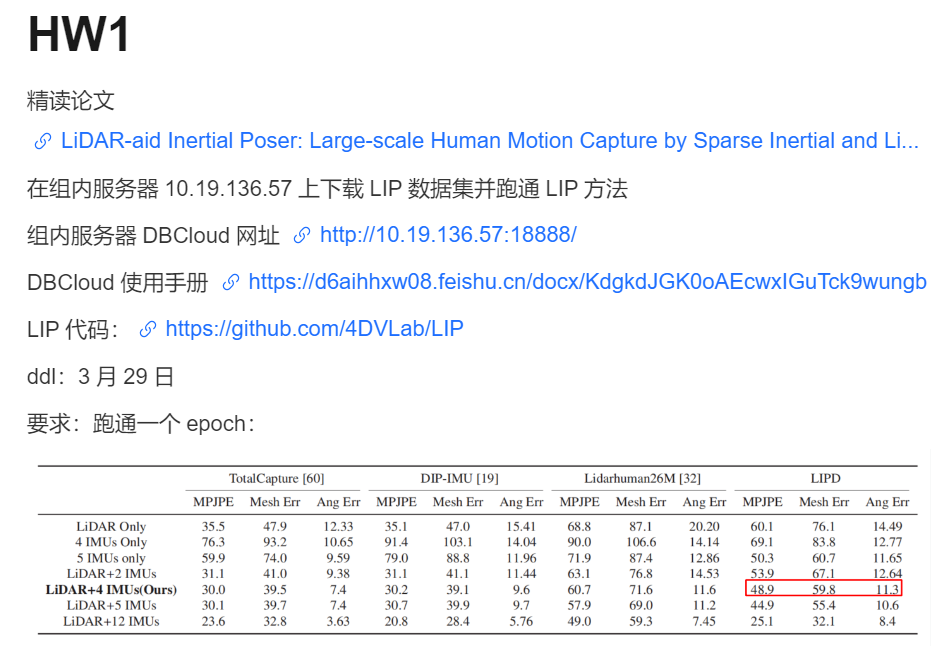 HW1
精读论文
LiDAR-aid Inertial Poser: Large-scale Human Motion Capture by Sparse Inertial and Li...
在组内服务器 10.19.136.57 上下载 LIP 数据集并跑通 LIP 方法
组内服务器 DBCloud 网址 http://10.19.136.57:18888/
DBCloud 使用手册 https://d6aihhxw08.feishu.cn/docx/KdgkdJGK0oAEcwxIGuTck9wungb
LIP 代码： https://github.com/4DVLab/LIP
ddl：3 月 29 日
要求：跑通一个 epoch：
TotalCapture [60] DIP-IMU [19] Lidarhuman26M [32] LIPD
MPJPE Mesh Err Ang Err MPJPE Mesh Err Ang Err MPJPE Mesh Err Ang Err MPJPE Mesh Err Ang Err
LiDAR Only 35.5 47.9 12.33 35.1 47.0 15.41 68.8 87.1 20.20 60.1 76.1 14.49
4 IMUs Only 76.3 93.2 10.65 91.4 103.1 14.04 90.0 106.6 14.14 69.1 83.8 12.77
5 IMUs only 59.9 74.0 9.59 79.0 88.8 11.96 71.9 87.4 12.86 50.3 60.7 11.65
LiDAR+2 IMUs 31.1 41.0 9.38 31.1 41.1 11.44 63.1 76.8 14.53 53.9 67.1 12.64
LiDAR+4 IMUs(Ours) 30.0 39.5 7.4 30.2 39.1 9.6 60.7 71.6 11.6 48.9 59.8 11.3
LiDAR+5 IMUs 30.1 39.7 7.4 30.7 39.9 9.7 57.9 69.0 11.2 44.9 55.4 10.6
LiDAR+12 IMUs 23.6 32.8 3.63 20.8 28.4 5.76 49.0 59.3 7.45 25.1 32.1 8.4